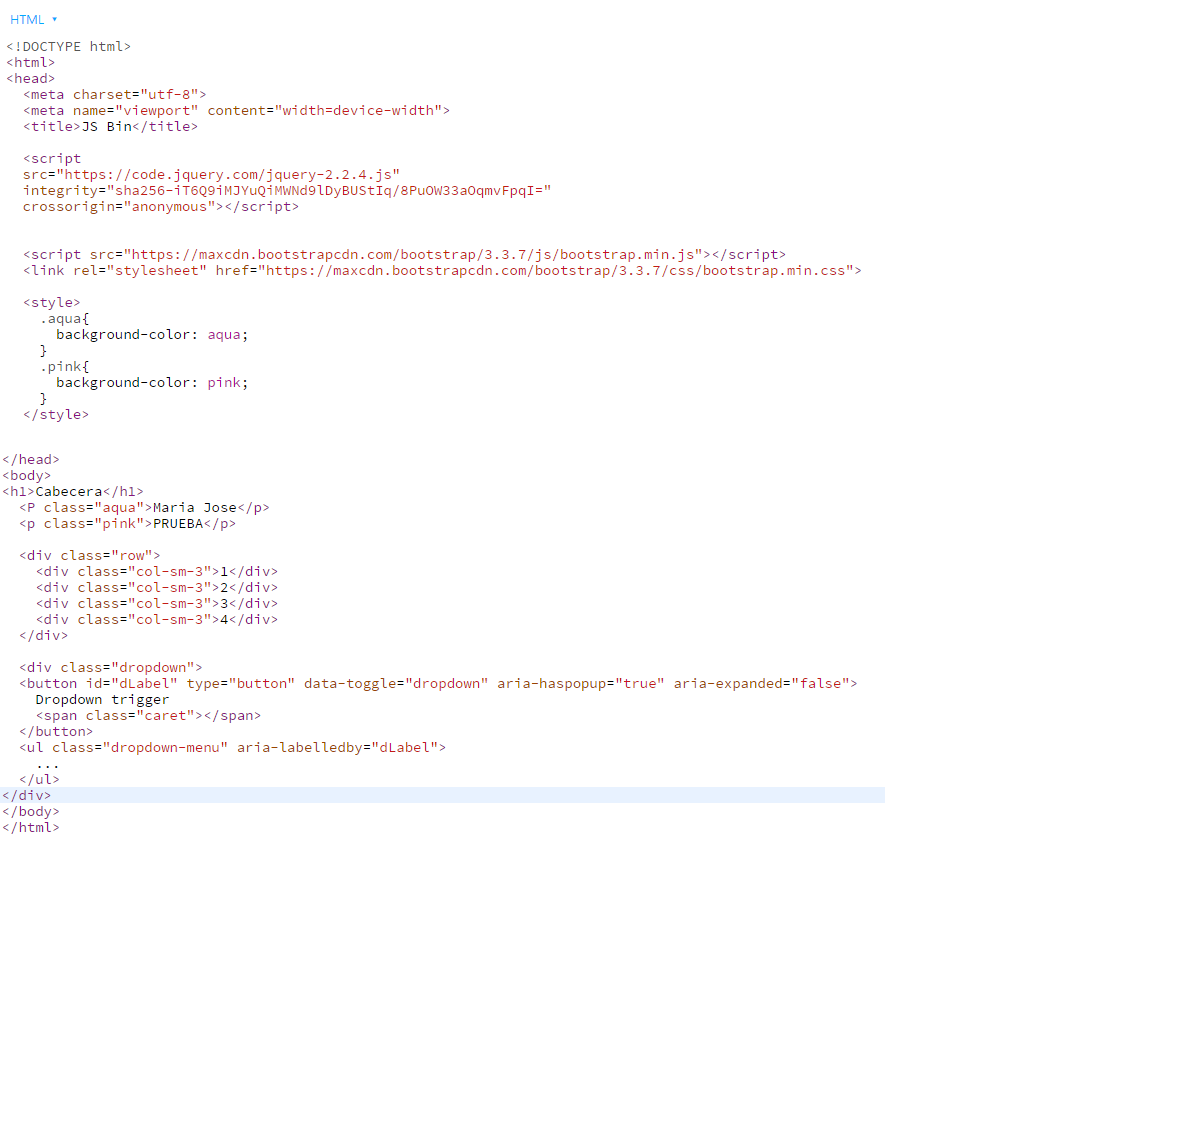 HTML ▾
<!DOCTYPE html>
<html>
<head>
  <meta charset="utf-8">
  <meta name="viewport" content="width=device-width">
  <title>JS Bin</title>

  <script
  src="https://code.jquery.com/jquery-2.2.4.js"
  integrity="sha256-iT6Q9iMJYuQiMWNd9lDyBUStIq/8PuOW33aOqmvFpqI="
  crossorigin="anonymous"></script>


  <script src="https://maxcdn.bootstrapcdn.com/bootstrap/3.3.7/js/bootstrap.min.js"></script>
  <link rel="stylesheet" href="https://maxcdn.bootstrapcdn.com/bootstrap/3.3.7/css/bootstrap.min.css">

  <style>
    .aqua{
      background-color: aqua;
    }
    .pink{
      background-color: pink;
    }
  </style>


</head>
<body>
<h1>Cabecera</h1>
  <P class="aqua">Maria Jose</p>
  <p class="pink">PRUEBA</p>

  <div class="row">
    <div class="col-sm-3">1</div>
    <div class="col-sm-3">2</div>
    <div class="col-sm-3">3</div>
    <div class="col-sm-3">4</div>
  </div>

  <div class="dropdown">
  <button id="dLabel" type="button" data-toggle="dropdown" aria-haspopup="true" aria-expanded="false">
    Dropdown trigger
    <span class="caret"></span>
  </button>
  <ul class="dropdown-menu" aria-labelledby="dLabel">
    ...
  </ul>
</div>
</body>
</html>